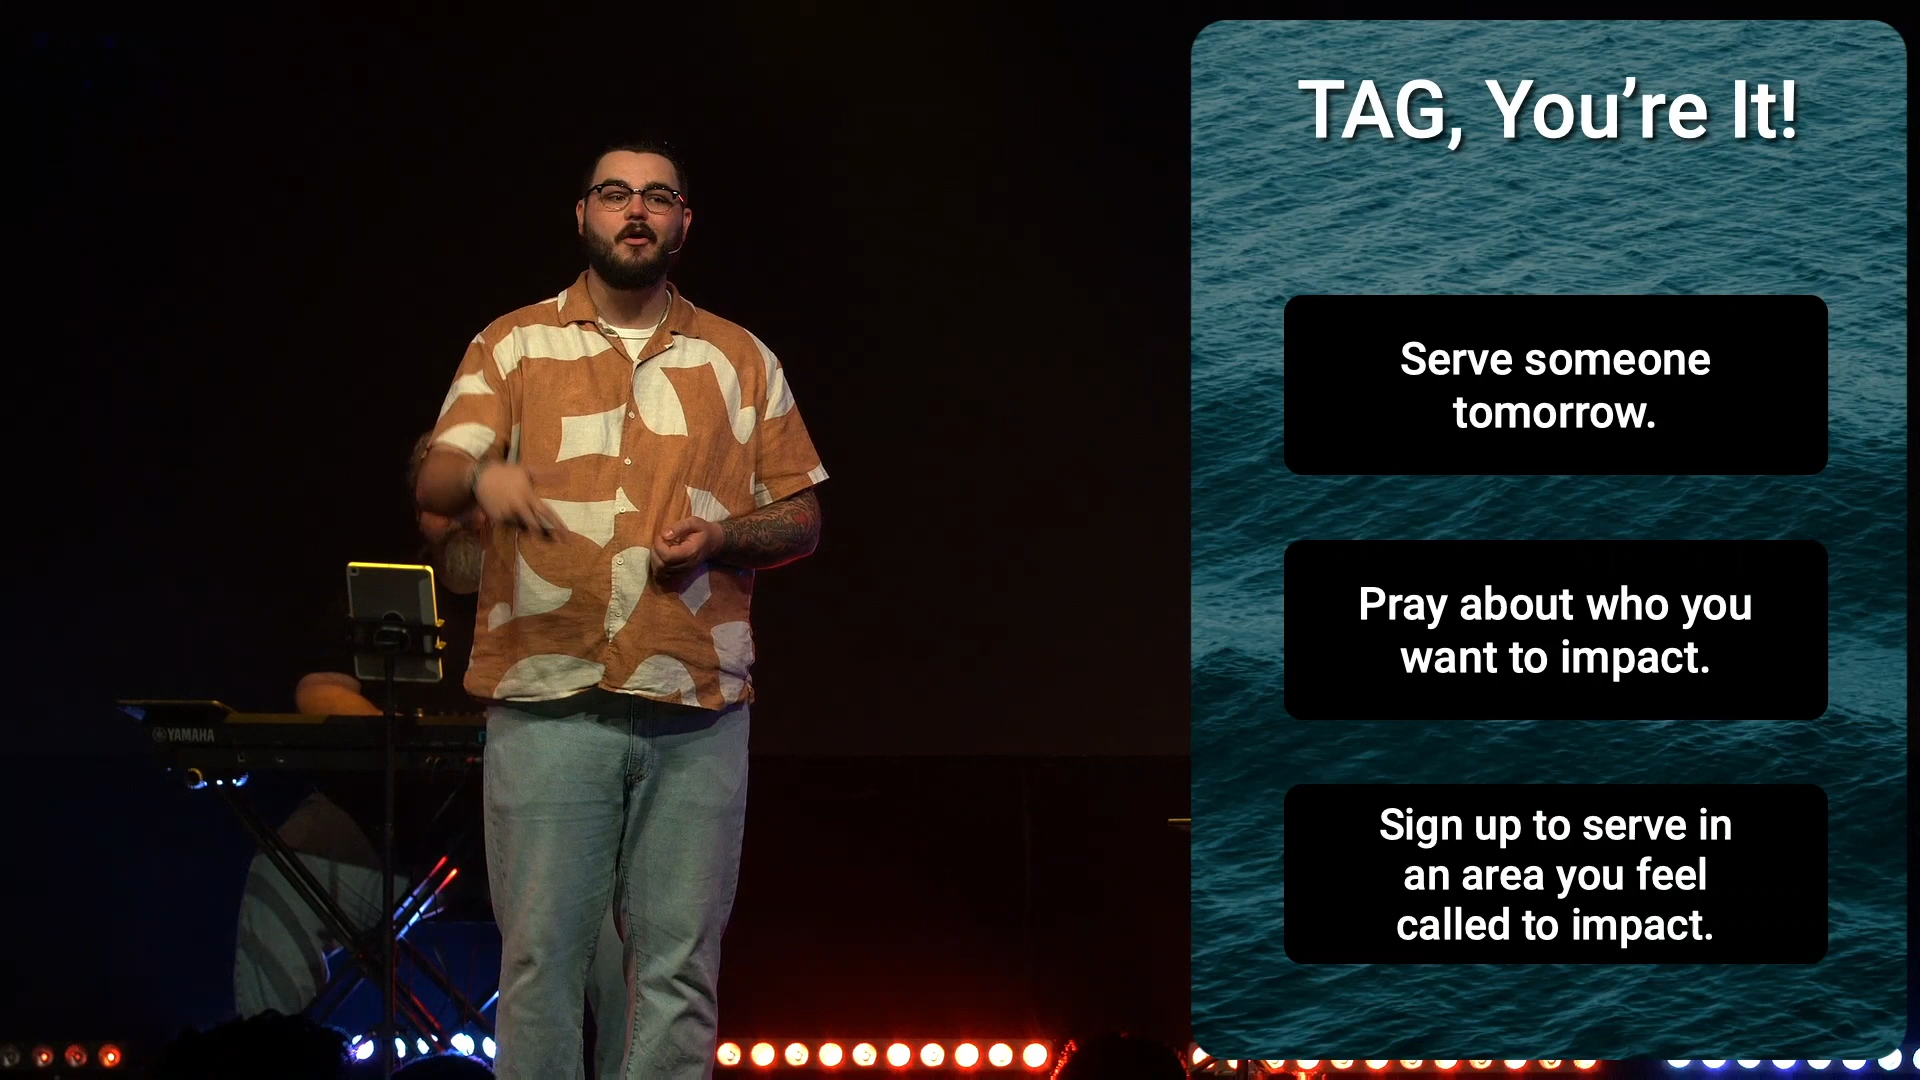 TAG, You’re It!
Serve someone
tomorrow.
Pray about who you
want to impact.
Sign up to serve in
an area you feel
called to impact.
YAMAHA